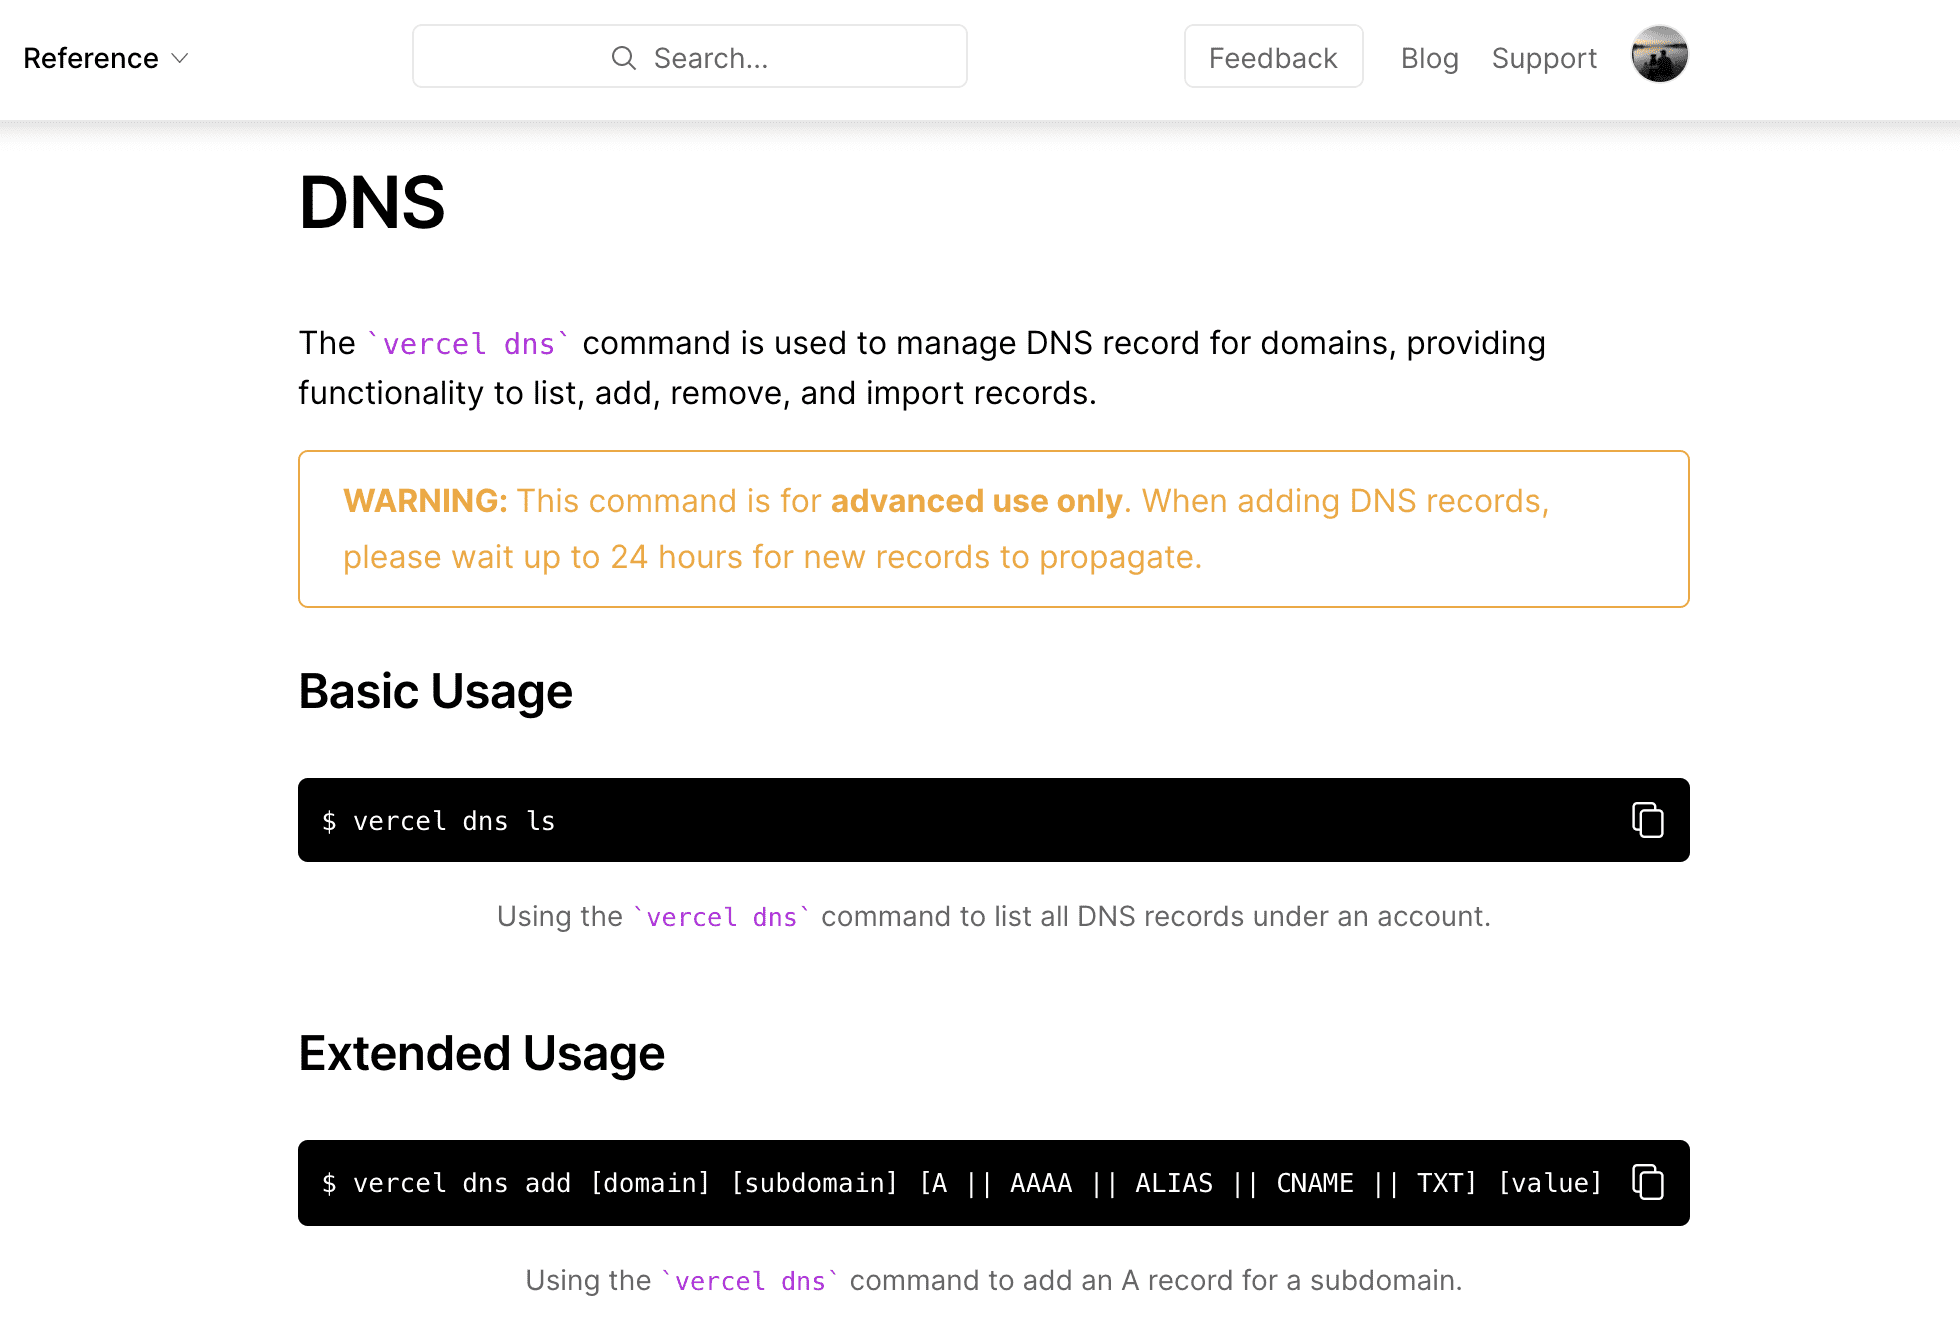 Reference
Search...
Feedback
Blog
Support
DNS
The `vercel dns` command is used to manage DNS record for domains, providing
functionality to list, add, remove, and import records.
WARNING: This command is for advanced use only. When adding DNS records,
please wait up to 24 hours for new records to propagate.
Basic Usage
$ vercel dns ls
Using the `vercel dns` command to list all DNS records under an account.
Extended Usage
$ vercel dns add [domain] [subdomain] [A || AAAA || ALIAS || CNAME || TXT] [value]
Using the `vercel dns` command to add an A record for a subdomain.